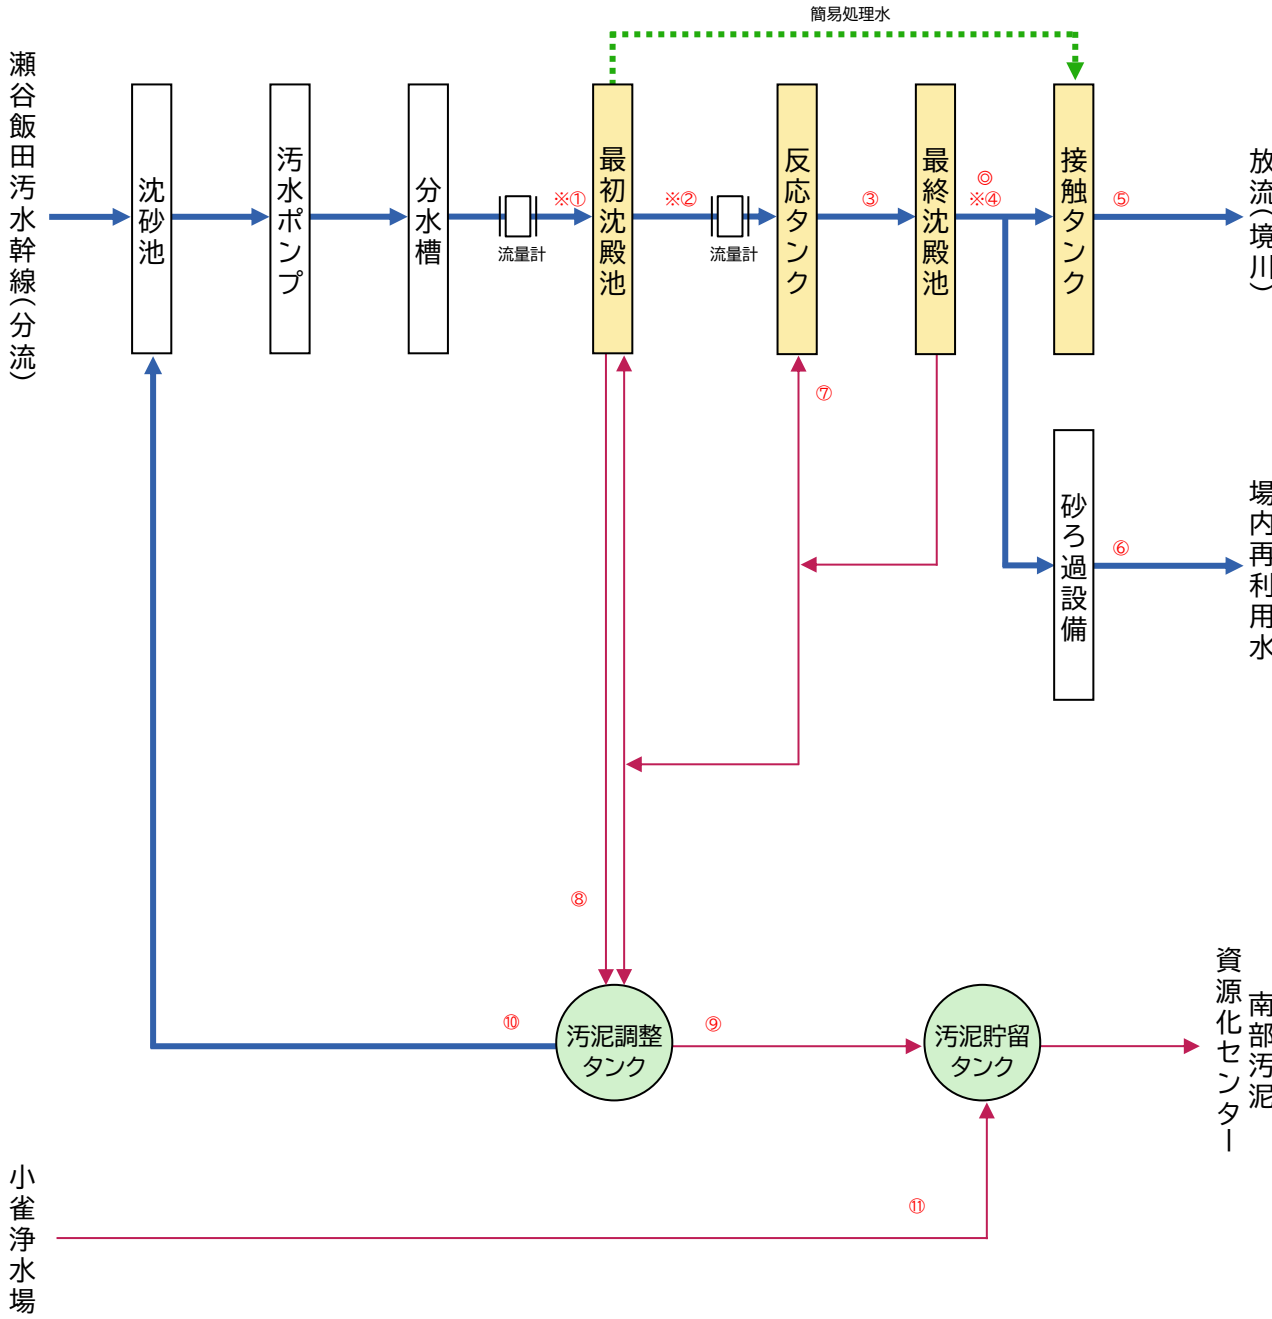 簡易処理水
瀬谷飯田汚水幹線(分流)
沈砂池
汚水ポンプ
分水槽
流量計
※①
最初沈殿池
※②
流量計
反応タンク
③
最終沈殿池
◎
※④
接触タンク
⑤
放流(境川)
⑦
砂ろ過設備
⑥
場内再利用水
⑧
⑩
汚泥調整
タンク
⑨
汚泥貯留
タンク
南部汚泥
資源化センター
小雀浄水場
⑪